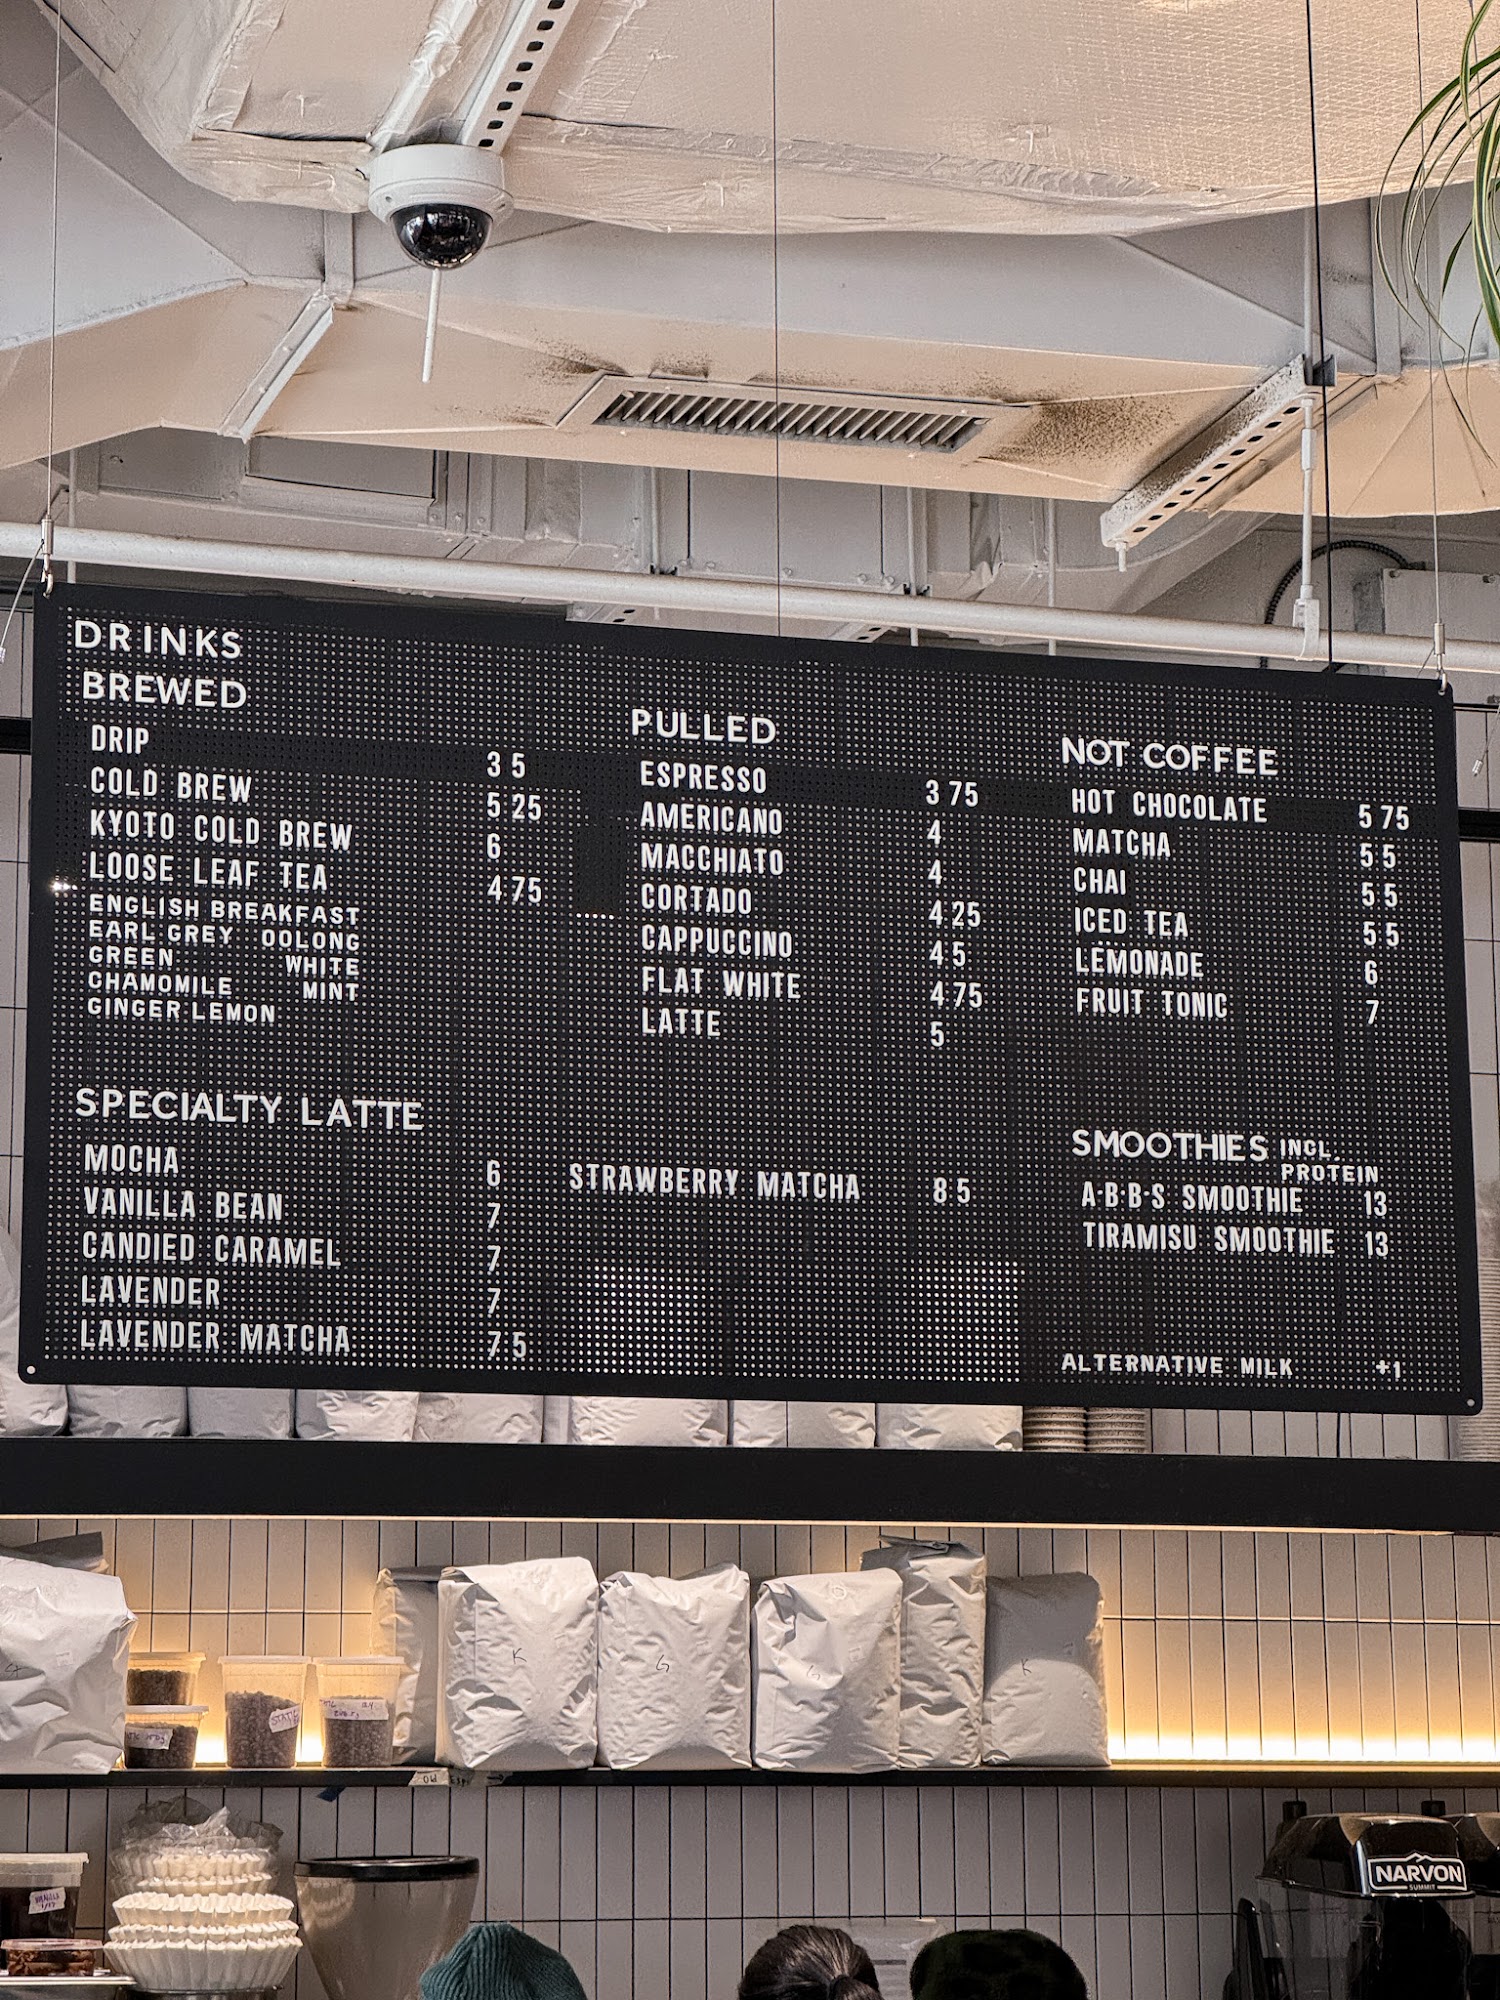 DRINKS
BREWED
DRIP 3 5
COLD BREW 5 25
KYOTO COLD BREW 6
LOOSE LEAF TEA 4 75
ENGLISH BREAKFAST
EARL GREY OOLONG
GREEN WHITE
CHAMOMILE MINT
GINGER LEMON
PULLED
ESPRESSO 3 75
AMERICANO 4
MACCHIATO 4
CORTADO 4 25
CAPPUCCINO 4 5
FLAT WHITE 4 75
LATTE 5
NOT COFFEE
HOT CHOCOLATE 5 75
MATCHA 5 5
CHAI 5 5
ICED TEA 5 5
LEMONADE 6
FRUIT TONIC 7
SPECIALTY LATTE
MOCHA 6
VANILLA BEAN 7
CANDIED CARAMEL 7
LAVENDER 7
LAVENDER MATCHA 7 5
STRAWBERRY MATCHA 8 5
SMOOTHIES INCL.
PROTEIN
A·B·B·S SMOOTHIE 13
TIRAMISU SMOOTHIE 13
ALTERNATIVE MILK +1
K
G
G
K
NARVON
SUMMIT